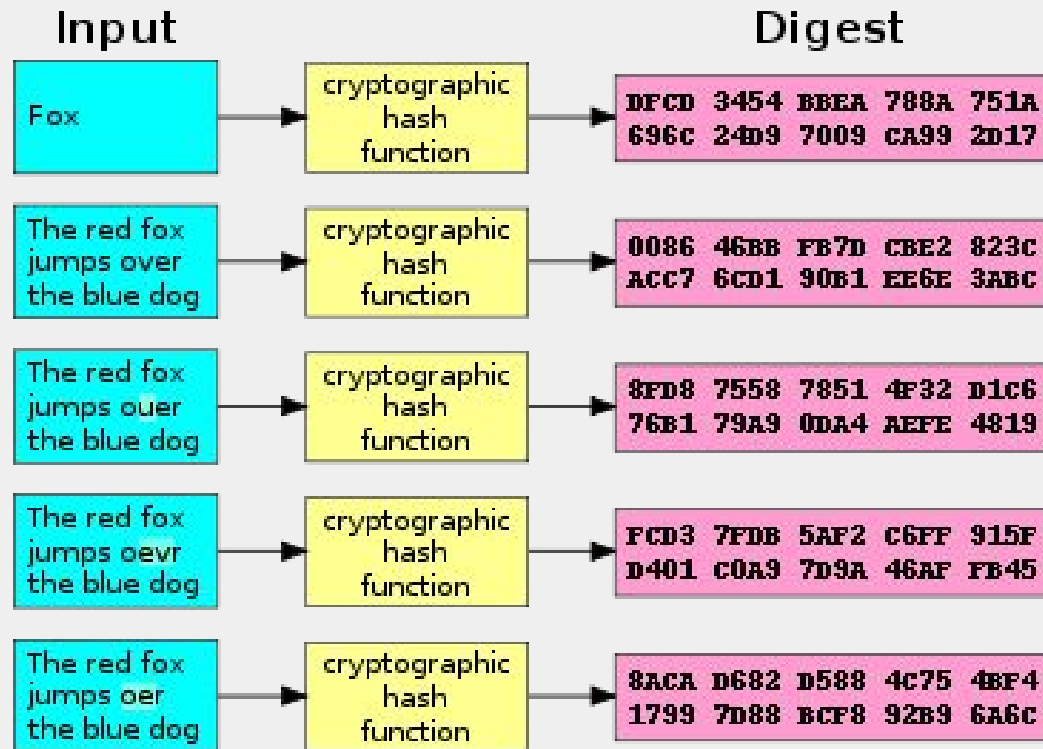 Input
Digest
Fox
cryptographic
hash
function
DFCD 3454 BBEA 788A 751A
696C 24D9 7009 CA99 2D17
The red fox
jumps over
the blue dog
cryptographic
hash
function
0086 46BB FB7D CBE2 823C
ACC7 6CD1 90B1 EE6E 3ABC
The red fox
jumps ouer
the blue dog
cryptographic
hash
function
8FD8 7558 7851 4F32 D1C6
76B1 79A9 0DA4 AEFE 4819
The red fox
jumps oevr
the blue dog
cryptographic
hash
function
FCD3 7FDB 5AF2 C6FF 915F
D401 C0A9 7D9A 46AF FB45
The red fox
jumps oer
the blue dog
cryptographic
hash
function
8ACA D682 D588 4C75 4BF4
1799 7D88 BCF8 92B9 6A6C